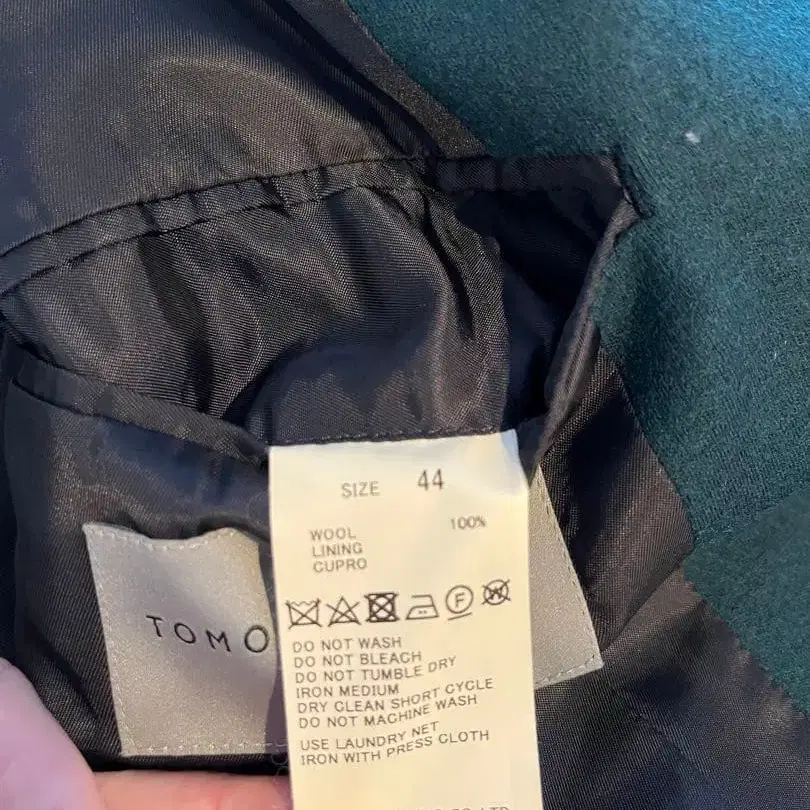 SIZE 44
WOOL 100%
LINING
CUPRO
F W
DO NOT WASH
DO NOT BLEACH
DO NOT TUMBLE DRY
IRON MEDIUM
DRY CLEAN SHORT CYCLE
DO NOT MACHINE WASH
USE LAUNDRY NET
IRON WITH PRESS CLOTH
TOMO